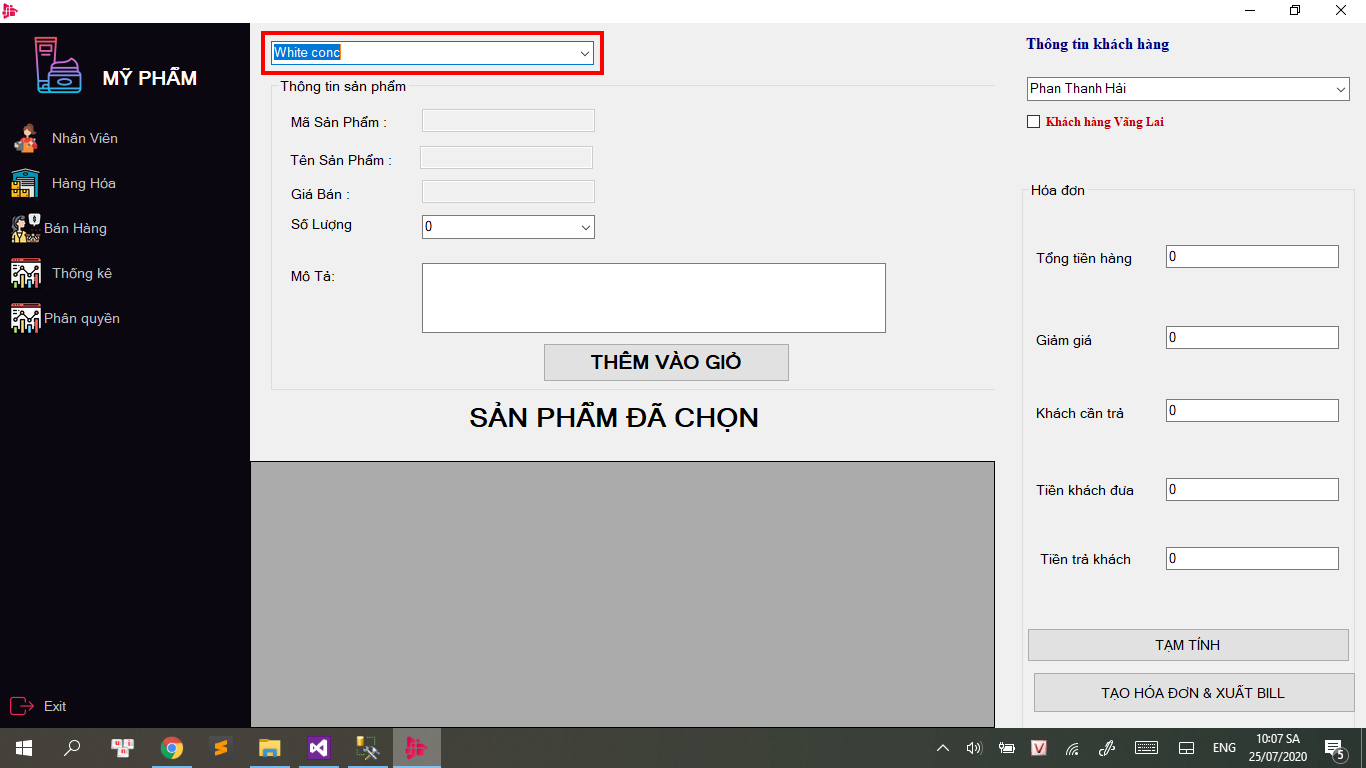 MỸ PHẨM
Nhân Viên
Hàng Hóa
Bán Hàng
Thống kê
Phân quyền
Exit
White conc
Thông tin sản phẩm
Mã Sản Phẩm :
Tên Sản Phẩm :
Giá Bán :
Số Lượng
0
Mô Tả:
THÊM VÀO GIỎ
SẢN PHẨM ĐÃ CHỌN
Thông tin khách hàng
Phan Thanh Hải
Khách hàng Vãng Lai
Hóa đơn
Tổng tiền hàng
0
Giảm giá
0
Khách cần trả
0
Tiền khách đưa
0
Tiền trả khách
0
TẠM TÍNH
TẠO HÓA ĐƠN & XUẤT BILL
V
ENG
10:07 SA
25/07/2020
5